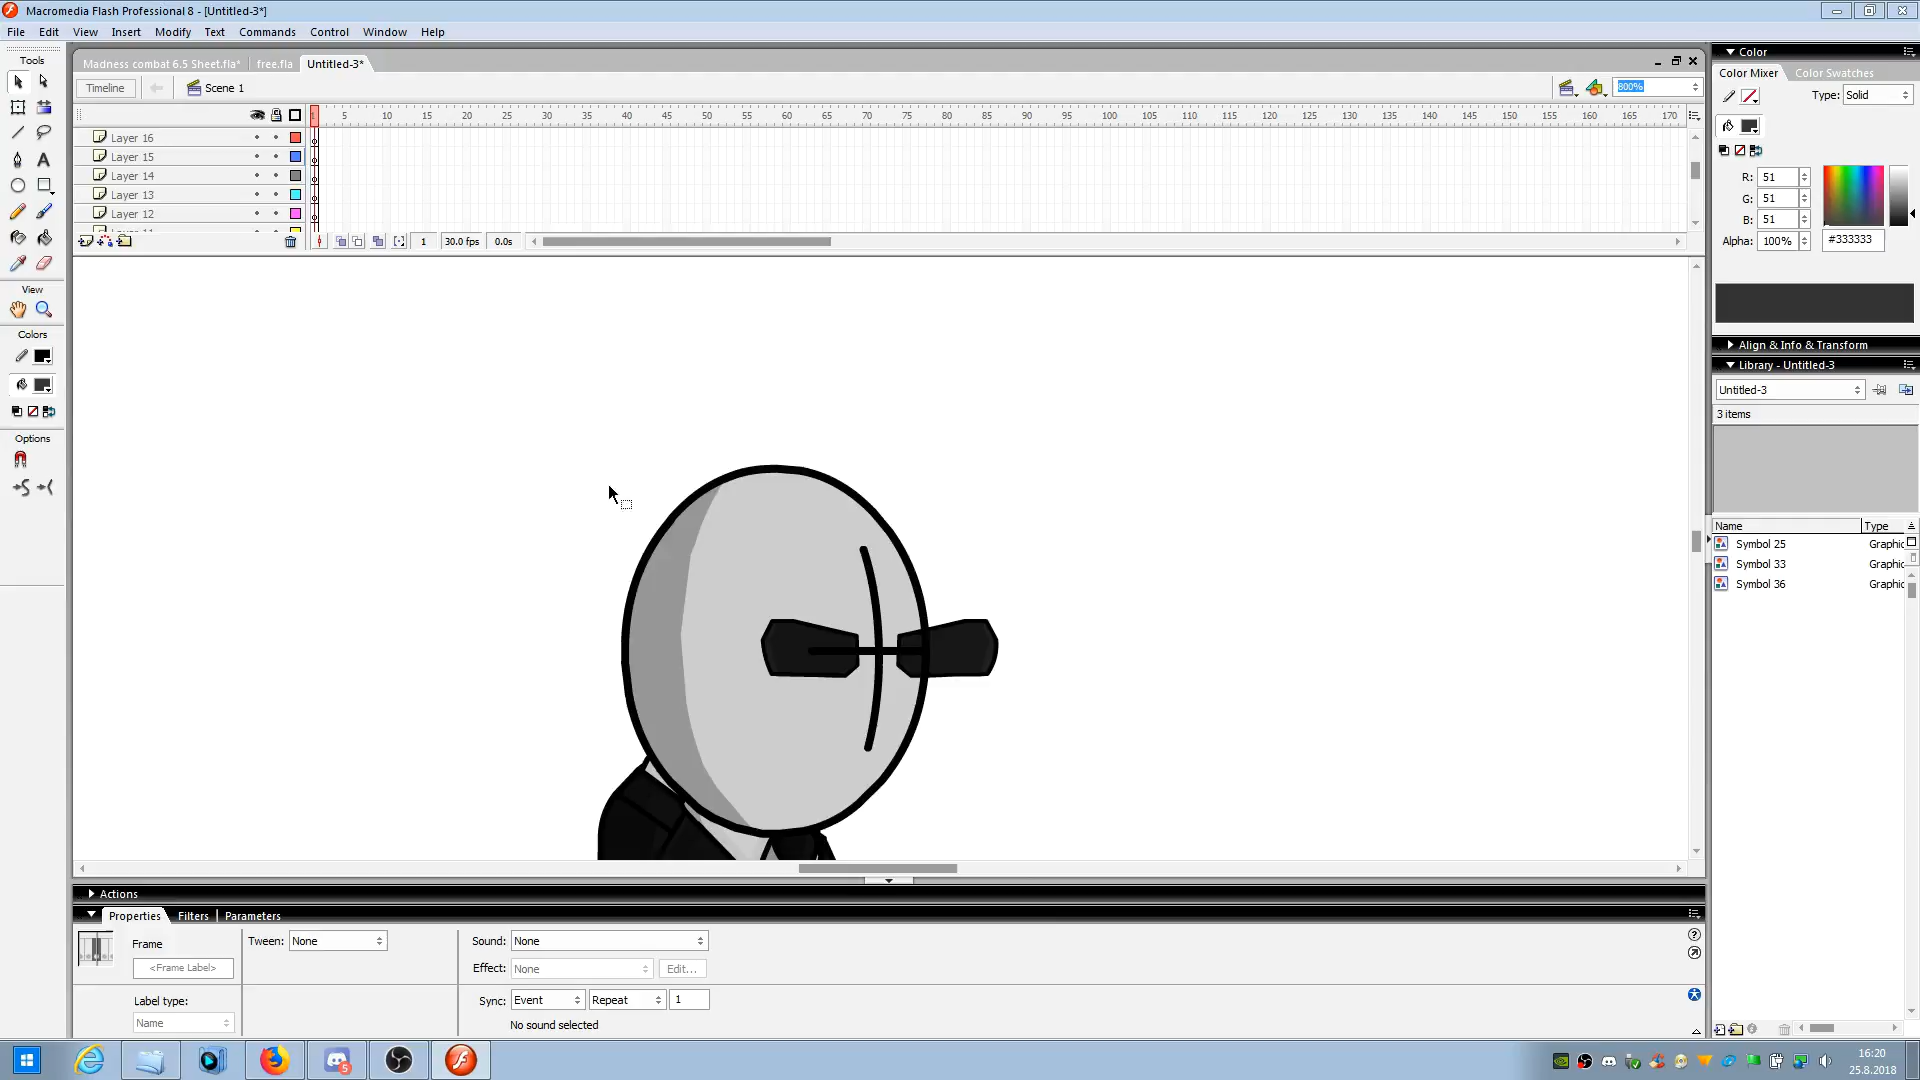 Macromedia Flash Professional 8 - [Untitled-3*]
File Edit View Insert Modify Text Commands Control Window Help
Tools
View
Colors
Options
Madness combat 6.5 Sheet.fla* free.fla Untitled-3*
Timeline Scene 1 800%
5 10 15 20 25 30 35 40 45 50 55 60 65 70 75 80 85 90 95 100 105 110 115 120 125 130 135 140 145 150 155 160 165 170
Layer 16
Layer 15
Layer 14
Layer 13
Layer 12
1 30.0 fps 0.0s
Color
Color Mixer Color Swatches
Type: Solid
R: 51
G: 51
B: 51
Alpha: 100% #333333
Align & Info & Transform
Library - Untitled-3
Untitled-3
3 items
Name Type
Symbol 25 Graphic
Symbol 33 Graphic
Symbol 36 Graphic
Actions
Properties Filters Parameters
Frame Tween: None Sound: None
<Frame Label> Effect: None Edit...
Label type: Sync: Event Repeat 1
Name No sound selected
5
16:20
25.8.2018